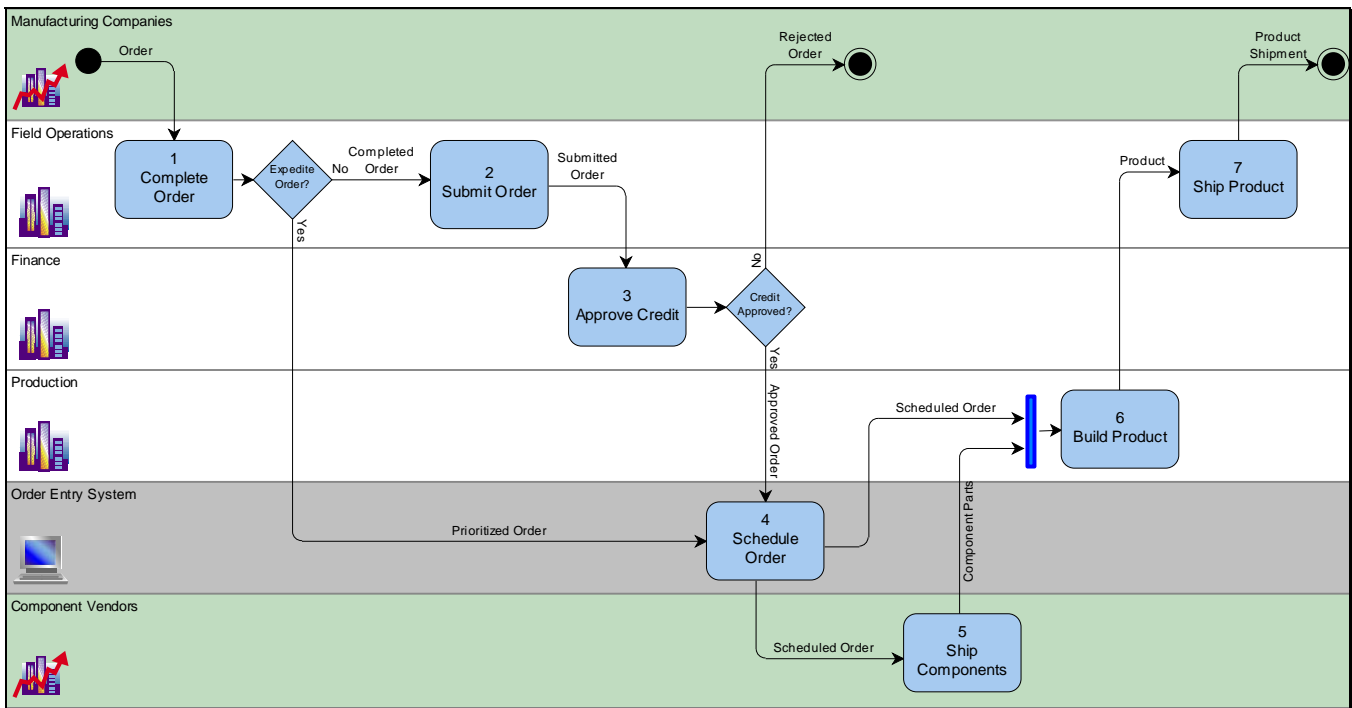 Manufacturing Companies
Order
Rejected
Order
Product
Shipment
Field Operations
1
Complete
Order
Expedite
Order?
No
Completed
Order
2
Submit Order
Submitted
Order
Product
7
Ship Product
Yes
Finance
3
Approve Credit
No
Credit
Approved?
Yes
Production
Approved Order
Scheduled Order
6
Build Product
Order Entry System
Prioritized Order
4
Schedule
Order
Component Parts
Component Vendors
Scheduled Order
5
Ship
Components